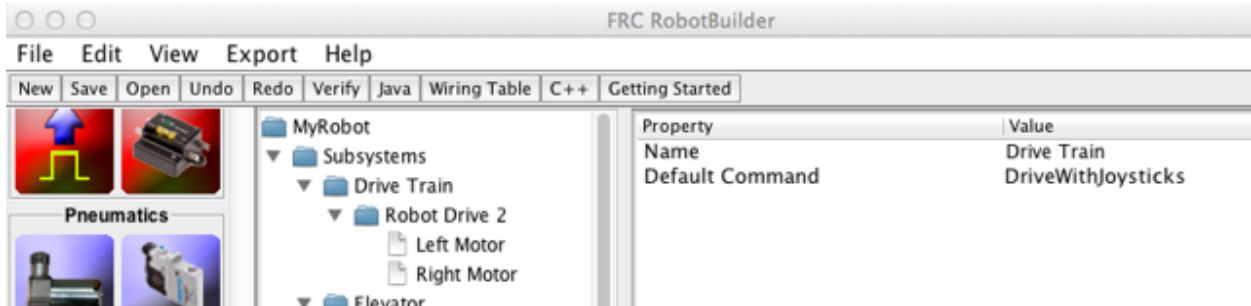 FRC RobotBuilder
File Edit View Export Help
New Save Open Undo Redo Verify Java Wiring Table C++ Getting Started
Pneumatics
MyRobot
Subsystems
Drive Train
Robot Drive 2
Left Motor
Right Motor
Elevator
Property Value
Name Drive Train
Default Command DriveWithJoysticks